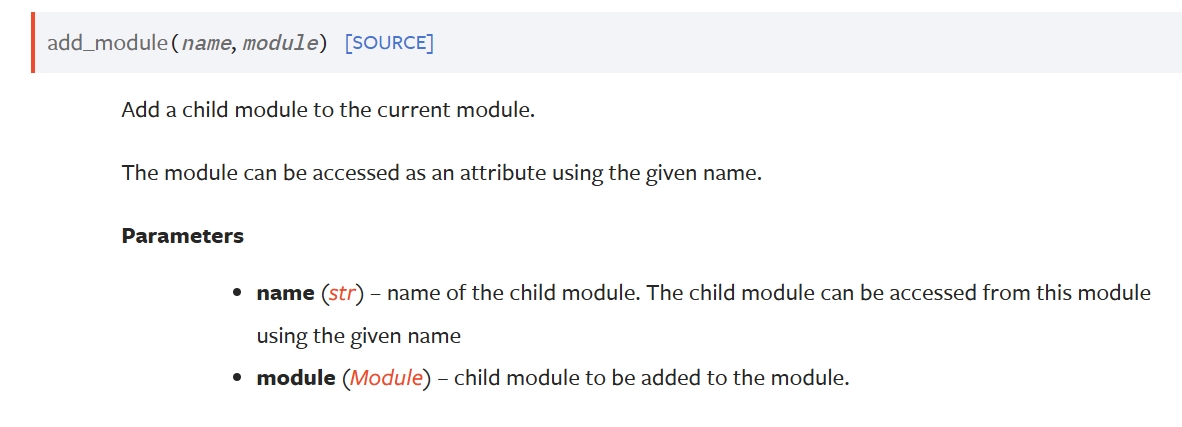 add_module(name, module) [SOURCE]
Add a child module to the current module.
The module can be accessed as an attribute using the given name.
Parameters
• name (str) – name of the child module. The child module can be accessed from this module
using the given name
• module (Module) – child module to be added to the module.